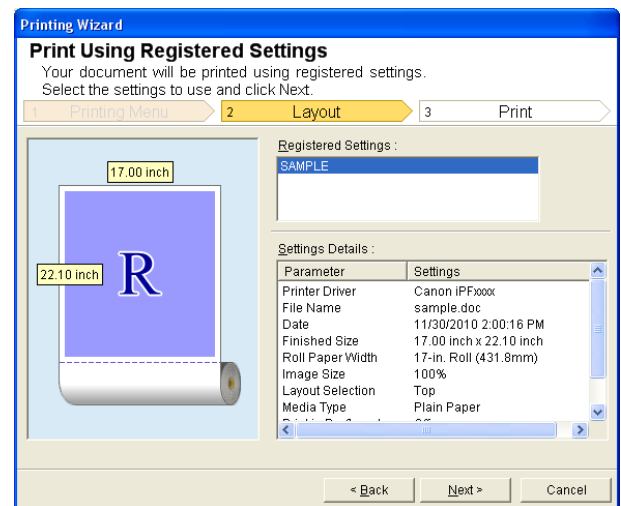 Printing Wizard
Print Using Registered Settings
Your document will be printed using registered settings.
Select the settings to use and click Next.
1 Printing Menu 2 Layout 3 Print
Registered Settings :
SAMPLE
17.00 inch
22.10 inch
R
Settings Details :
Parameter Settings
Printer Driver Canon iPFxxxx
File Name sample.doc
Date 11/30/2010 2:00:16 PM
Finished Size 17.00 inch x 22.10 inch
Roll Paper Width 17-in. Roll (431.8mm)
Image Size 100%
Layout Selection Top
Media Type Plain Paper
< Back Next > Cancel